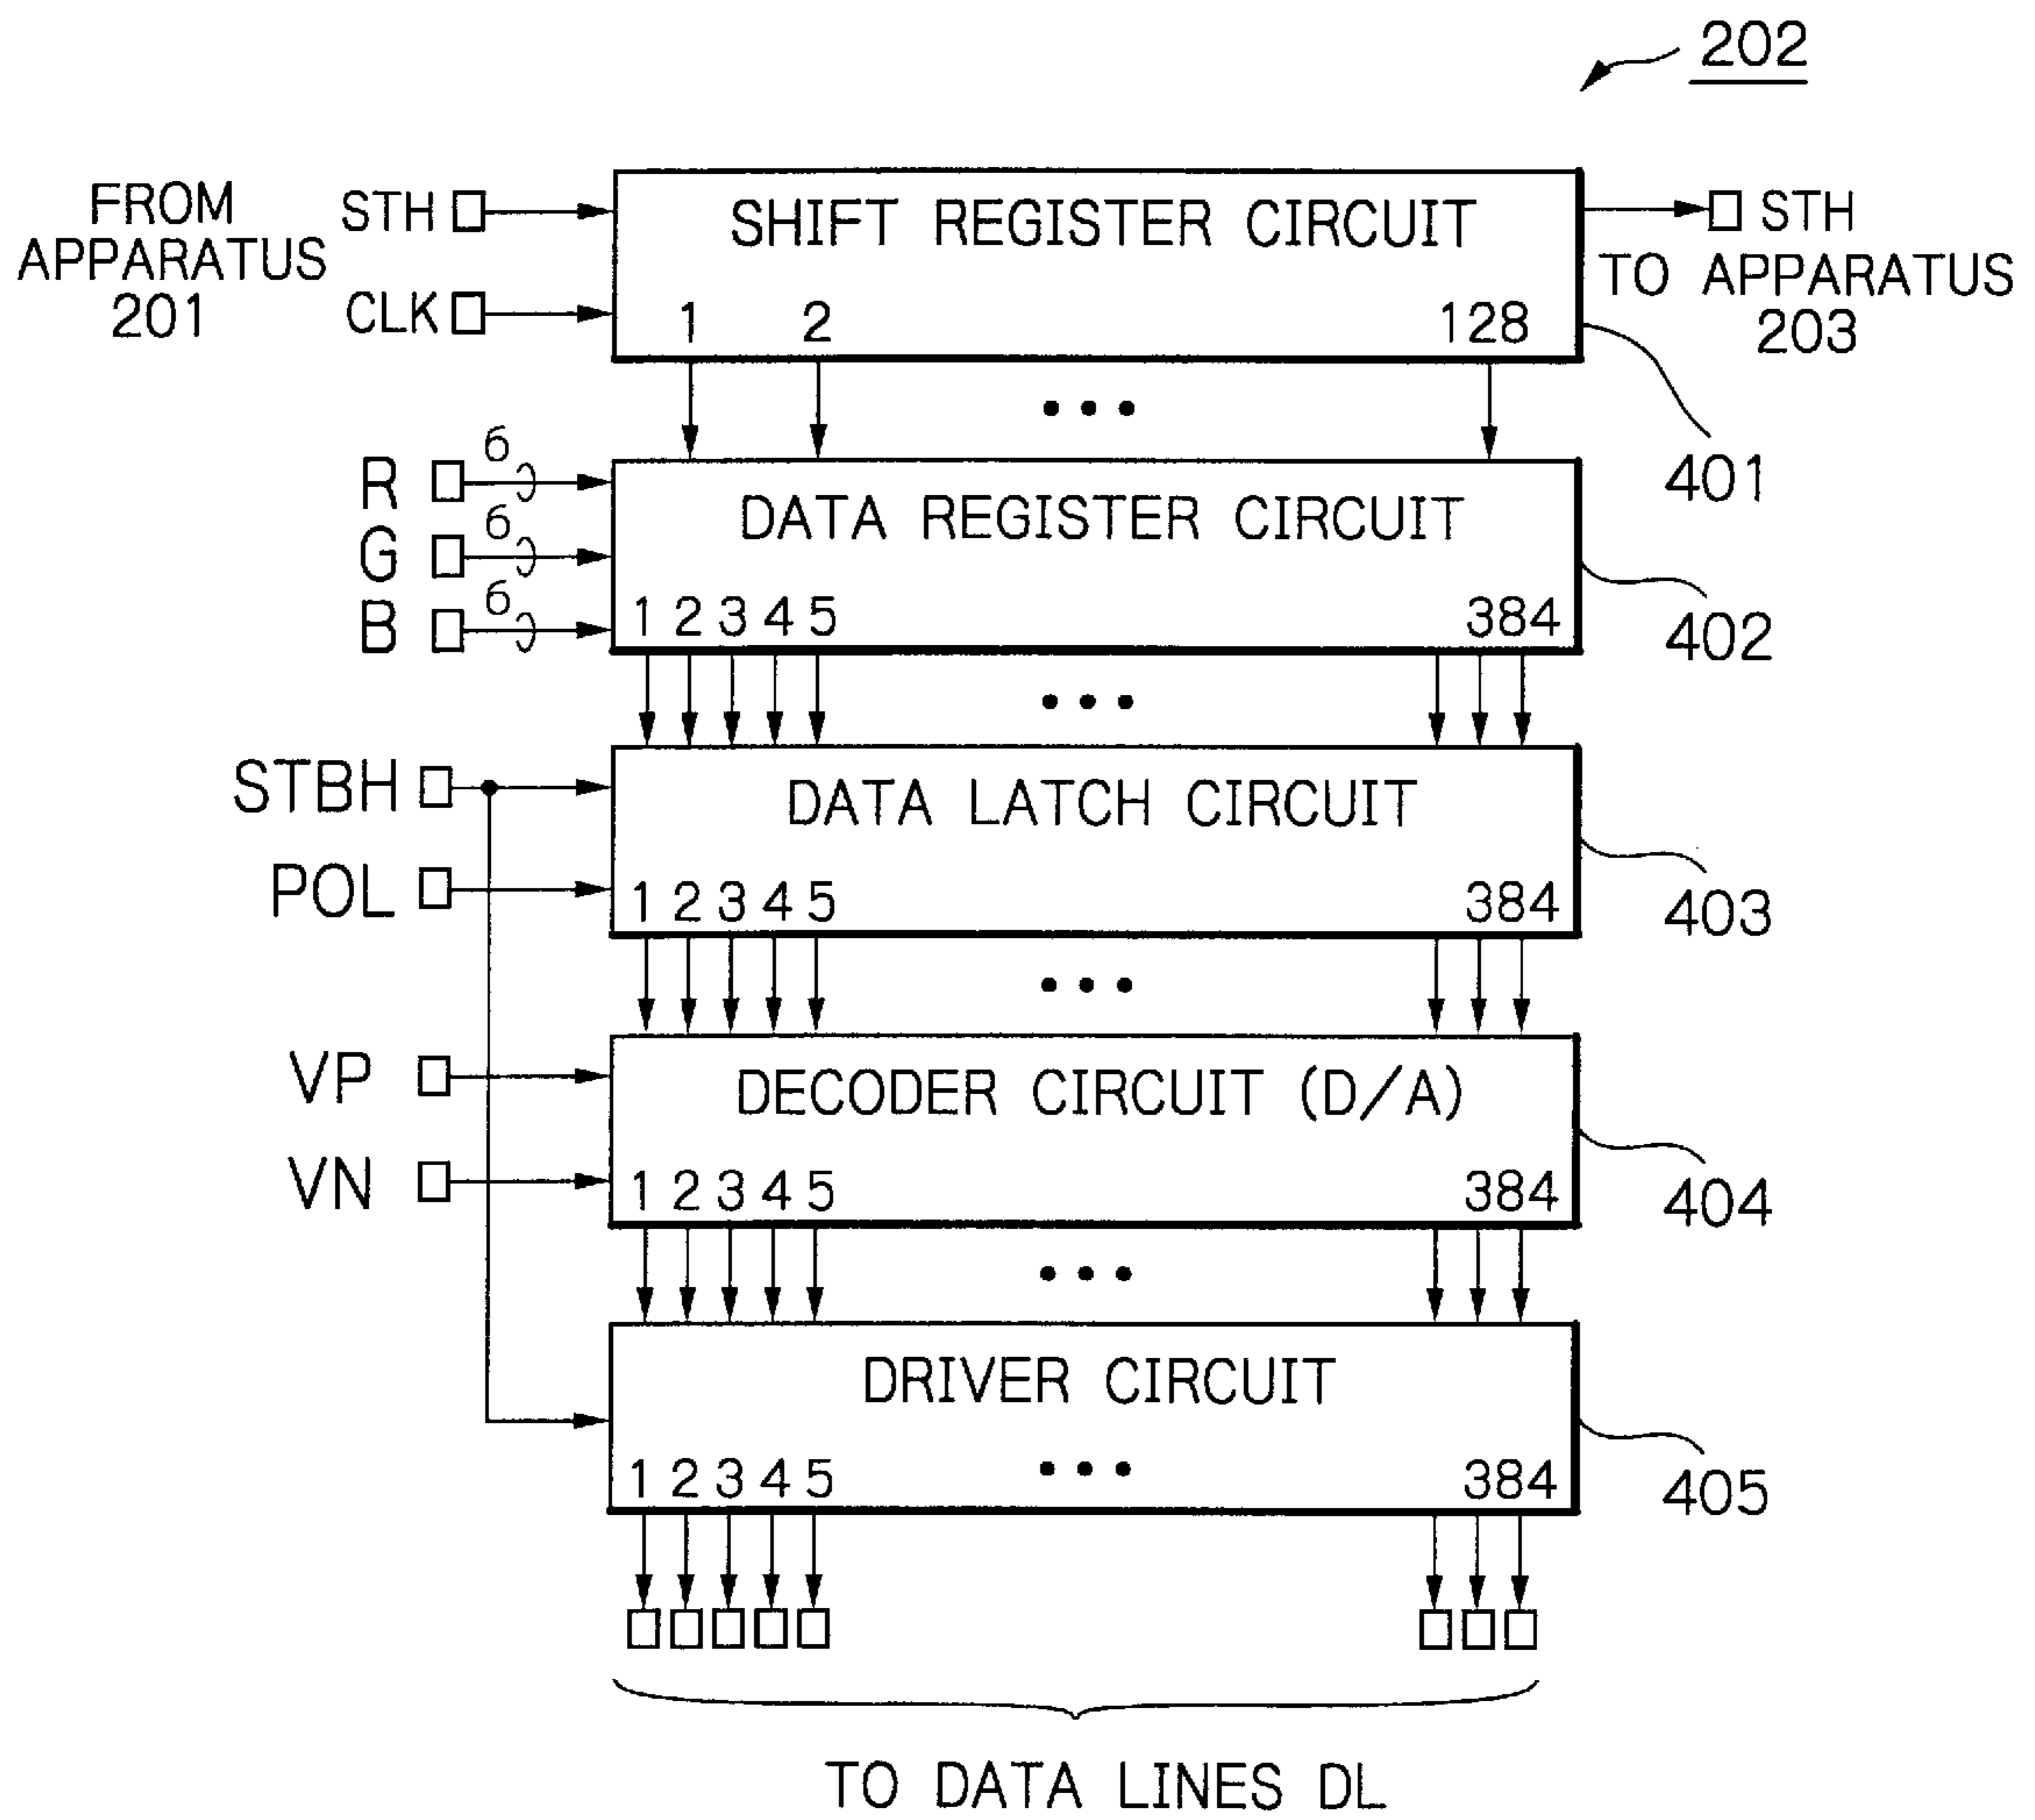 202
FROM
APPARATUS
201
STH
CLK
SHIFT REGISTER CIRCUIT
1 2 128
STH
TO APPARATUS
203
401
R 6
G 6
B 6
DATA REGISTER CIRCUIT
1 2 3 4 5 384
402
STBH
POL
DATA LATCH CIRCUIT
1 2 3 4 5 384
403
VP
VN
DECODER CIRCUIT (D/A)
1 2 3 4 5 384
404
DRIVER CIRCUIT
1 2 3 4 5 ••• 384
405
TO DATA LINES DL